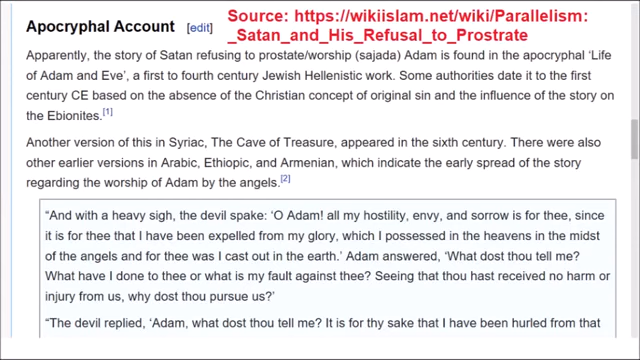 Apocryphal Account [edit]
Source: https://wikiislam.net/wiki/Parallelism:
_Satan_and_His_Refusal_to_Prostrate
Apparently, the story of Satan refusing to prostate/worship (sajada) Adam is found in the apocryphal ‘Life
of Adam and Eve’, a first to fourth century Jewish Hellenistic work. Some authorities date it to the first
century CE based on the absence of the Christian concept of original sin and the influence of the story on
the Ebionites.[1]
Another version of this in Syriac, The Cave of Treasure, appeared in the sixth century. There were also
other earlier versions in Arabic, Ethiopic, and Armenian, which indicate the early spread of the story
regarding the worship of Adam by the angels.[2]
“And with a heavy sigh, the devil spake: ‘O Adam! all my hostility, envy, and sorrow is for thee, since
it is for thee that I have been expelled from my glory, which I possessed in the heavens in the midst
of the angels and for thee was I cast out in the earth.’ Adam answered, ‘What dost thou tell me?
What have I done to thee or what is my fault against thee? Seeing that thou hast received no harm or
injury from us, why dost thou pursue us?’
“The devil replied, ‘Adam, what dost thou tell me? It is for thy sake that I have been hurled from that